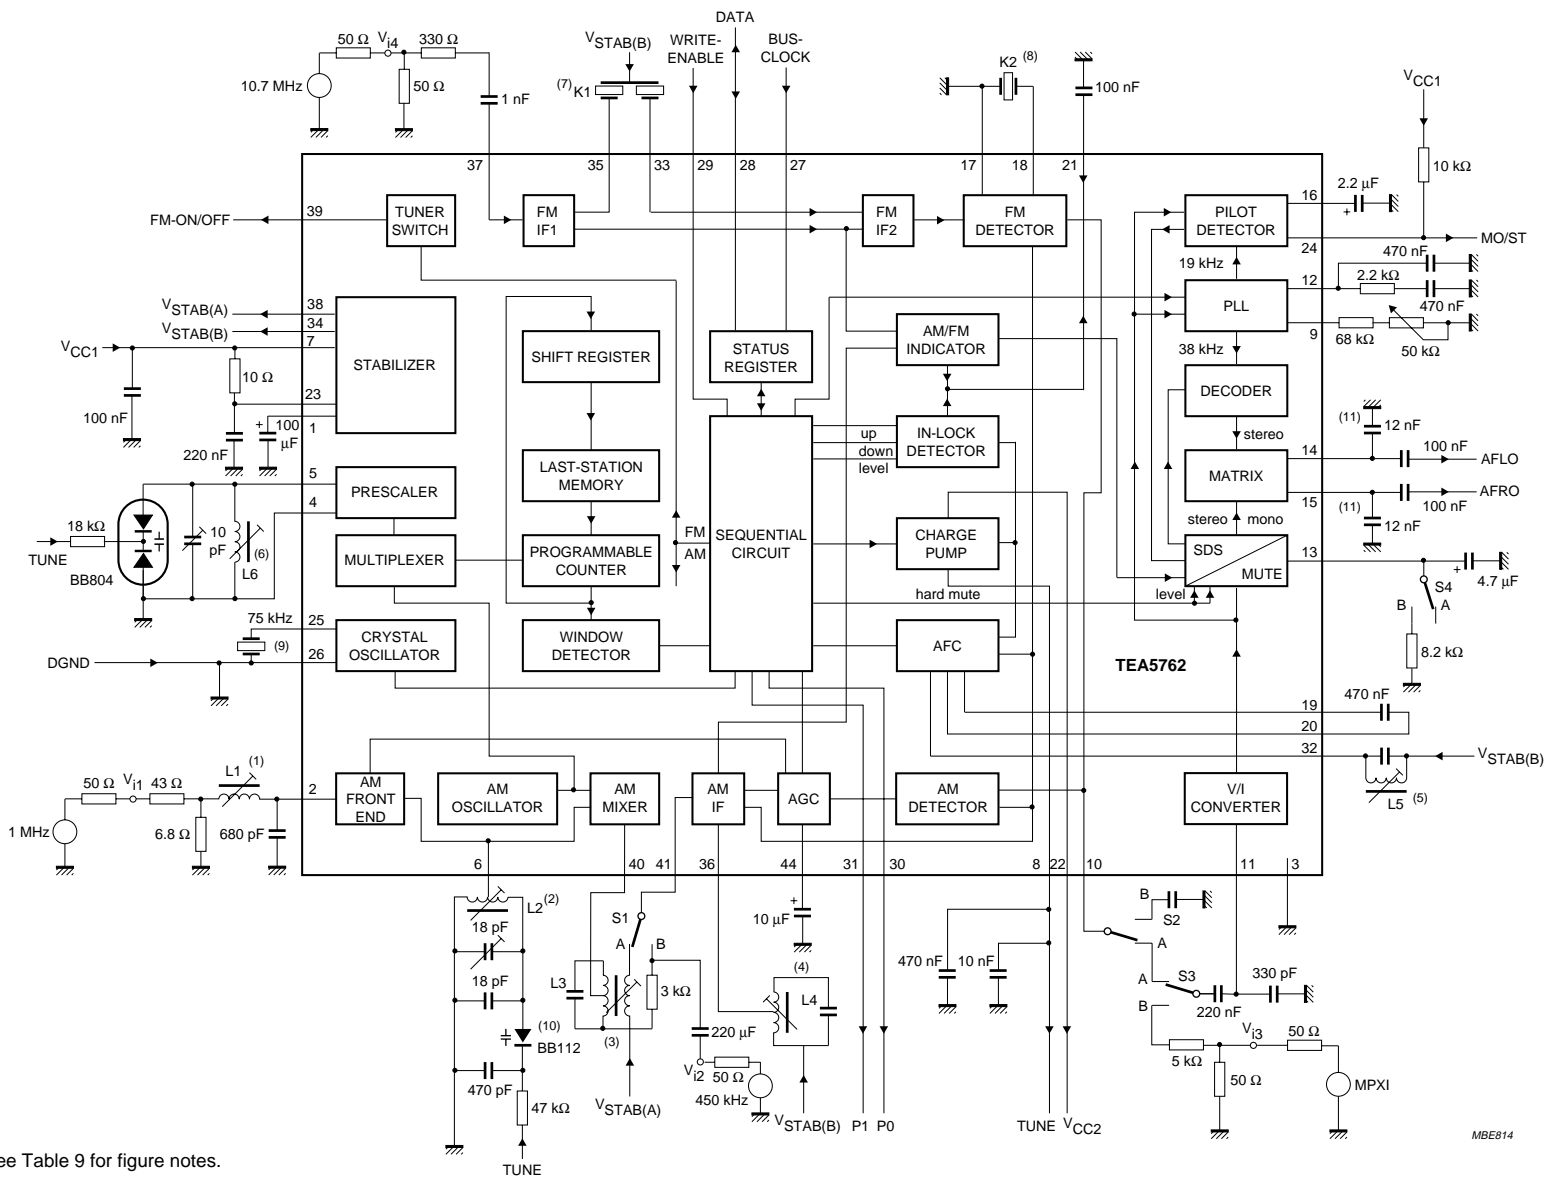 DATA
50 Ω
Vi4
330 Ω
VSTAB(B)
WRITE-
ENABLE
BUS-
CLOCK
K2 (8)
10.7 MHz
50 Ω
1 nF
(7) K1
100 nF
VCC1
37
35
33
29
28
27
17
18
21
10 kΩ
2.2 µF
+
16
FM-ON/OFF
39
TUNER
SWITCH
FM
IF1
FM
IF2
FM
DETECTOR
PILOT
DETECTOR
24
MO/ST
19 kHz
470 nF
12
2.2 kΩ
470 nF
PLL
9
68 kΩ
50 kΩ
38 kHz
VSTAB(A)
38
VSTAB(B)
34
VCC1
7
STABILIZER
10 Ω
23
100 nF
220 nF
+
100
µF
1
SHIFT REGISTER
STATUS
REGISTER
AM/FM
INDICATOR
DECODER
stereo
(11)
12 nF
100 nF
up
down
level
IN-LOCK
DETECTOR
MATRIX
14
AFLO
15
AFRO
(11)
100 nF
12 nF
stereo
mono
5
4
PRESCALER
LAST-STATION
MEMORY
18 kΩ
TUNE
BB804
10
pF
(6)
L6
MULTIPLEXER
PROGRAMMABLE
COUNTER
FM
AM
SEQUENTIAL
CIRCUIT
CHARGE
PUMP
SDS
MUTE
13
+
4.7 µF
S4
B
A
8.2 kΩ
hard mute
level
75 kHz
25
(9)
DGND
26
CRYSTAL
OSCILLATOR
WINDOW
DETECTOR
AFC
TEA5762
19
470 nF
20
32
VSTAB(B)
L5 (5)
50 Ω
Vi1
43 Ω
L1 (1)
2
1 MHz
6.8 Ω
680 pF
AM
FRONT
END
AM
OSCILLATOR
AM
MIXER
AM
IF
AGC
AM
DETECTOR
V/I
CONVERTER
6
40
41
36
44
31
30
8
22
10
11
3
L2 (2)
18 pF
18 pF
(10)
BB112
470 pF
47 kΩ
TUNE
S1
A
B
L3
(3)
3 kΩ
VSTAB(A)
220 µF
Vi2
50 Ω
450 kHz
+
10 µF
(4)
L4
VSTAB(B)
P1
P0
470 nF
10 nF
TUNE
VCC2
B
S2
A
A
S3
B
220 nF
330 pF
5 kΩ
Vi3
50 Ω
50 Ω
MPXI
MBE814
ee Table 9 for figure notes.